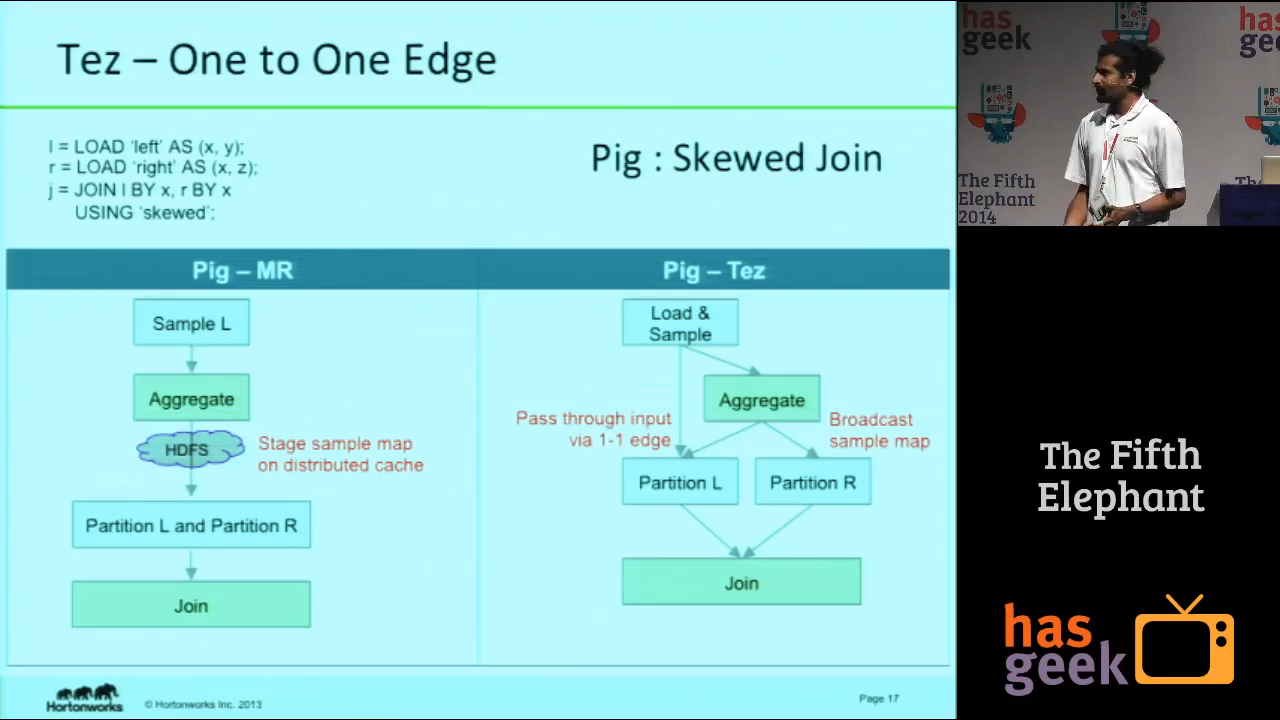 Tez – One to One Edge
l = LOAD ‘left’ AS (x, y);
r = LOAD ‘right’ AS (x, z);
j = JOIN l BY x, r BY x
USING ‘skewed’;
Pig : Skewed Join
Pig – MR
Sample L
Aggregate
HDFS
Stage sample map
on distributed cache
Partition L and Partition R
Join
Pig – Tez
Load &
Sample
Aggregate
Pass through input
via 1-1 edge
Broadcast
sample map
Partition L
Partition R
Join
Hortonworks
© Hortonworks Inc. 2013
Page 17
has
geek
has
ge
The Fifth
Elephant
2014
The Fifth
Elephant
has
geek